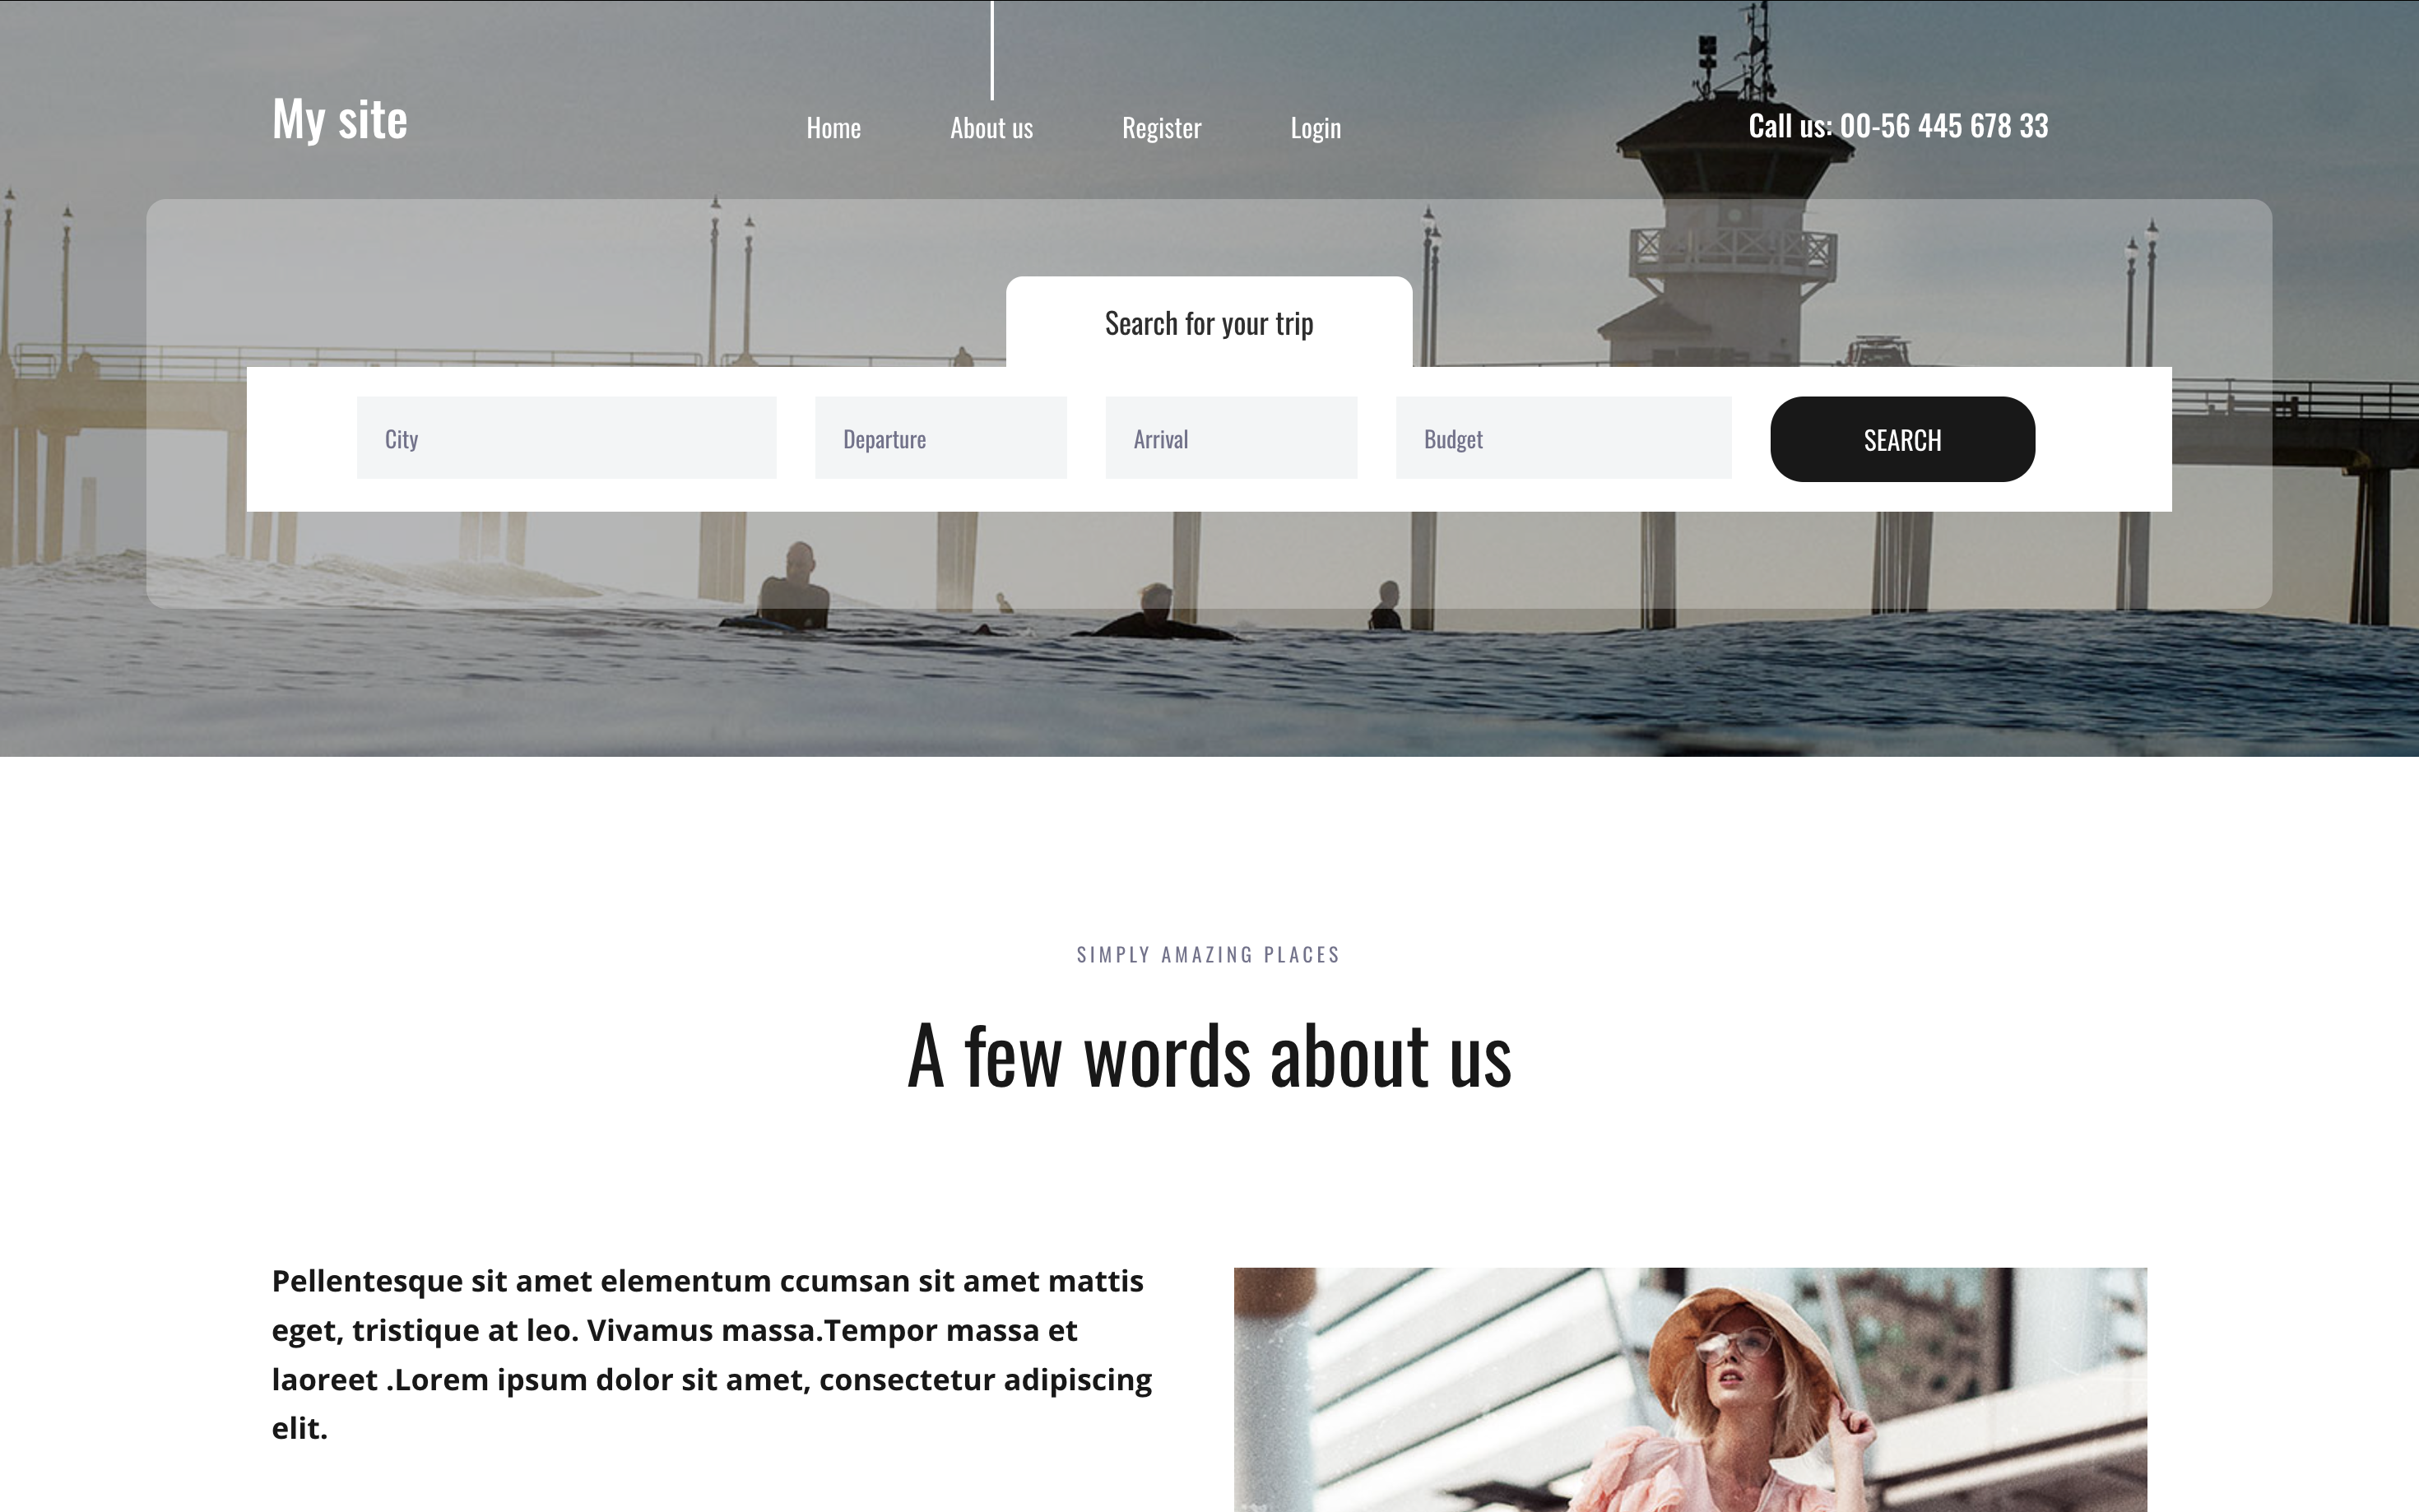 My site
Home
About us
Register
Login
Call us: 00-56 445 678 33
Search for your trip
City
Departure
Arrival
Budget
SEARCH
SIMPLY AMAZING PLACES
A few words about us
Pellentesque sit amet elementum ccumsan sit amet mattis
eget, tristique at leo. Vivamus massa.Tempor massa et
laoreet .Lorem ipsum dolor sit amet, consectetur adipiscing
elit.